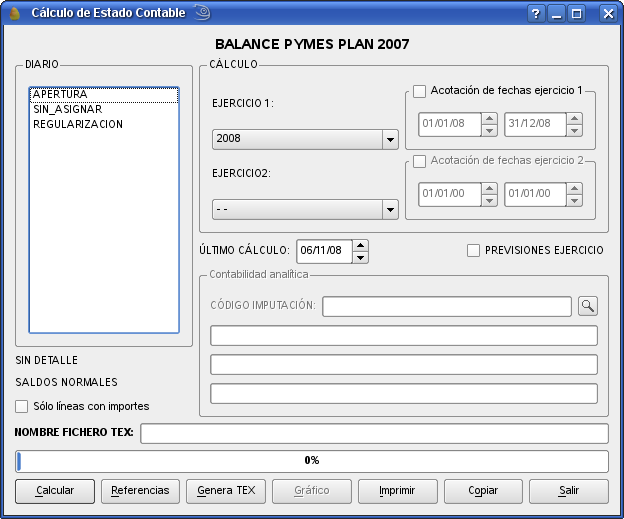 Cálculo de Estado Contable
BALANCE PYMES PLAN 2007
DIARIO
APERTURA
SIN_ASIGNAR
REGULARIZACION
SIN DETALLE
SALDOS NORMALES
Sólo líneas con importes
CÁLCULO
EJERCICIO 1:
2008
Acotación de fechas ejercicio 1
01/01/08 31/12/08
EJERCICIO2:
- -
Acotación de fechas ejercicio 2
01/01/00 01/01/00
ÚLTIMO CÁLCULO: 06/11/08 PREVISIONES EJERCICIO
Contabilidad analítica
CÓDIGO IMPUTACIÓN:
NOMBRE FICHERO TEX:
0%
Calcular Referencias Genera TEX Gráfico Imprimir Copiar Salir